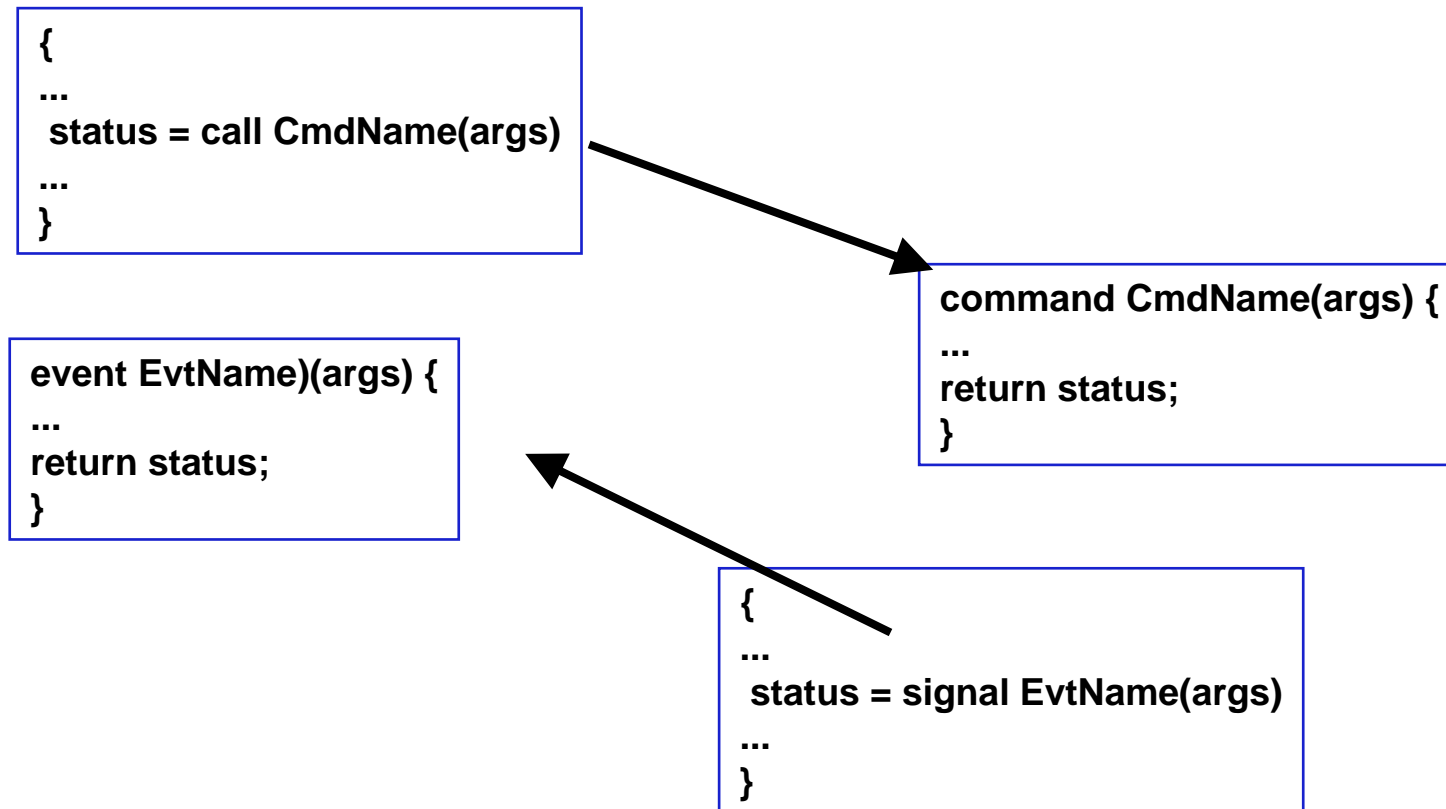 {
...
status = call CmdName(args)
...
}
command CmdName(args) {
...
return status;
}
event EvtName)(args) {
...
return status;
}
{
...
status = signal EvtName(args)
...
}